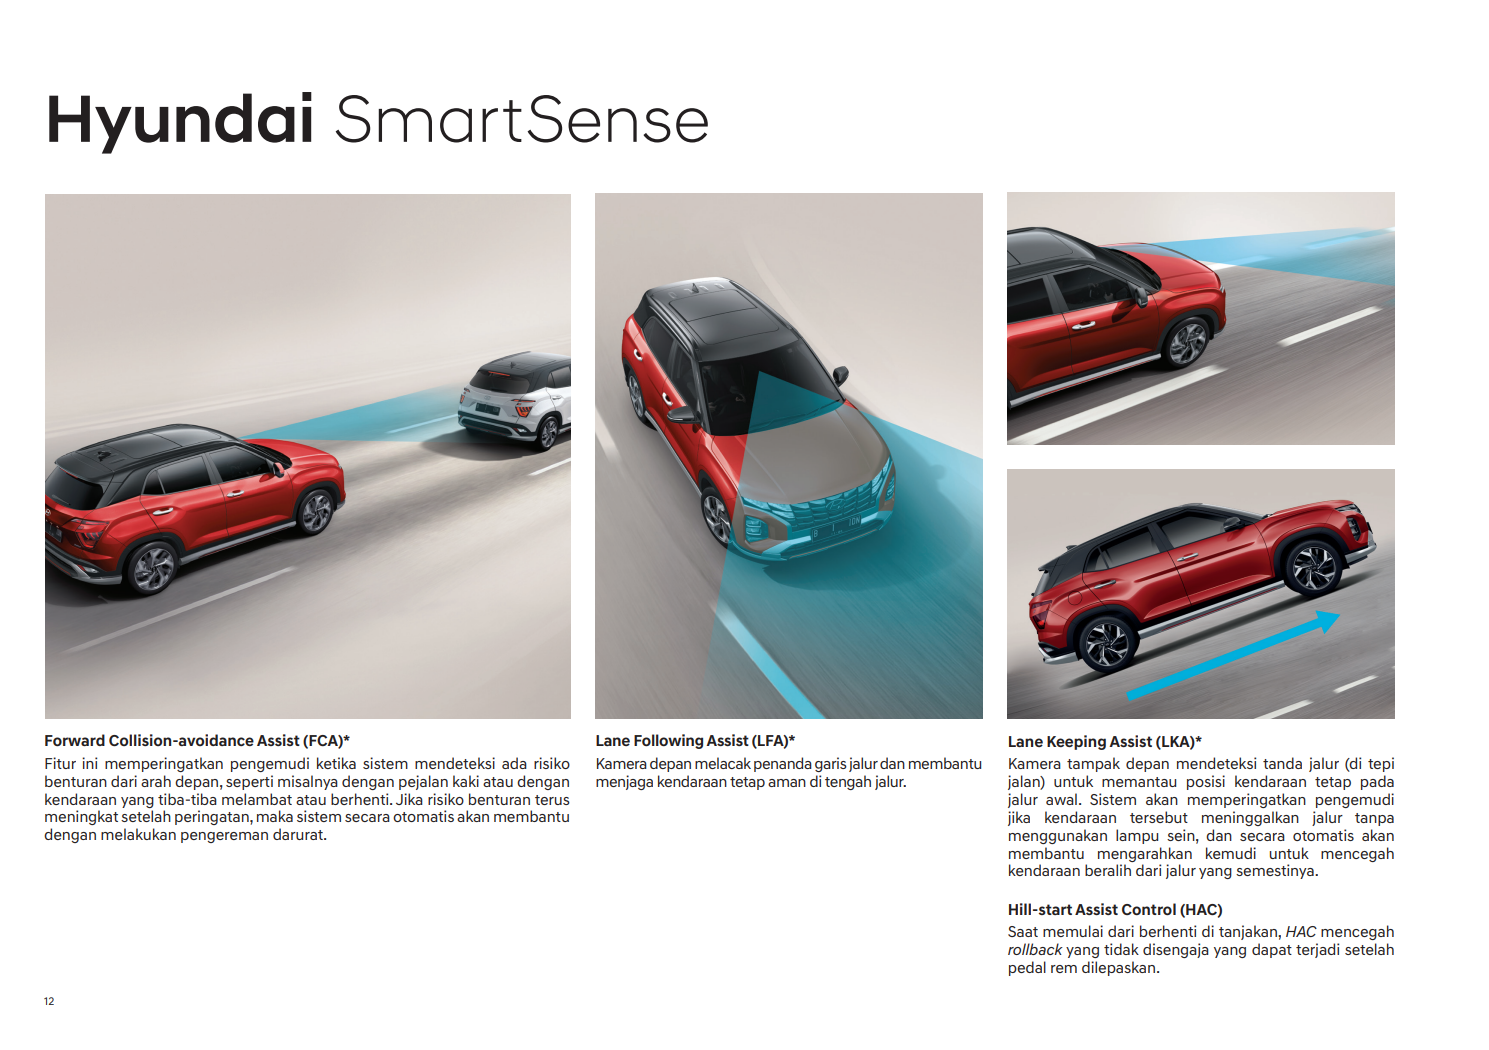 Hyundai SmartSense
Forward Collision-avoidance Assist (FCA)*
Fitur ini memperingatkan pengemudi ketika sistem mendeteksi ada risiko
benturan dari arah depan, seperti misalnya dengan pejalan kaki atau dengan
kendaraan yang tiba-tiba melambat atau berhenti. Jika risiko benturan terus
meningkat setelah peringatan, maka sistem secara otomatis akan membantu
dengan melakukan pengereman darurat.
Lane Following Assist (LFA)*
Kamera depan melacak penanda garis jalur dan membantu
menjaga kendaraan tetap aman di tengah jalur.
Lane Keeping Assist (LKA)*
Kamera tampak depan mendeteksi tanda jalur (di tepi
jalan) untuk memantau posisi kendaraan tetap pada
jalur awal. Sistem akan memperingatkan pengemudi
jika kendaraan tersebut meninggalkan jalur tanpa
menggunakan lampu sein, dan secara otomatis akan
membantu mengarahkan kemudi untuk mencegah
kendaraan beralih dari jalur yang semestinya.
Hill-start Assist Control (HAC)
Saat memulai dari berhenti di tanjakan, HAC mencegah
rollback yang tidak disengaja yang dapat terjadi setelah
pedal rem dilepaskan.
12